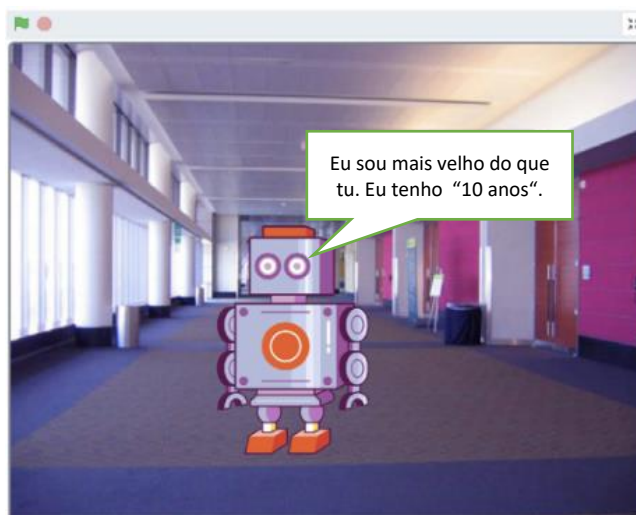 Eu sou mais velho do que
tu. Eu tenho  “10 anos“.